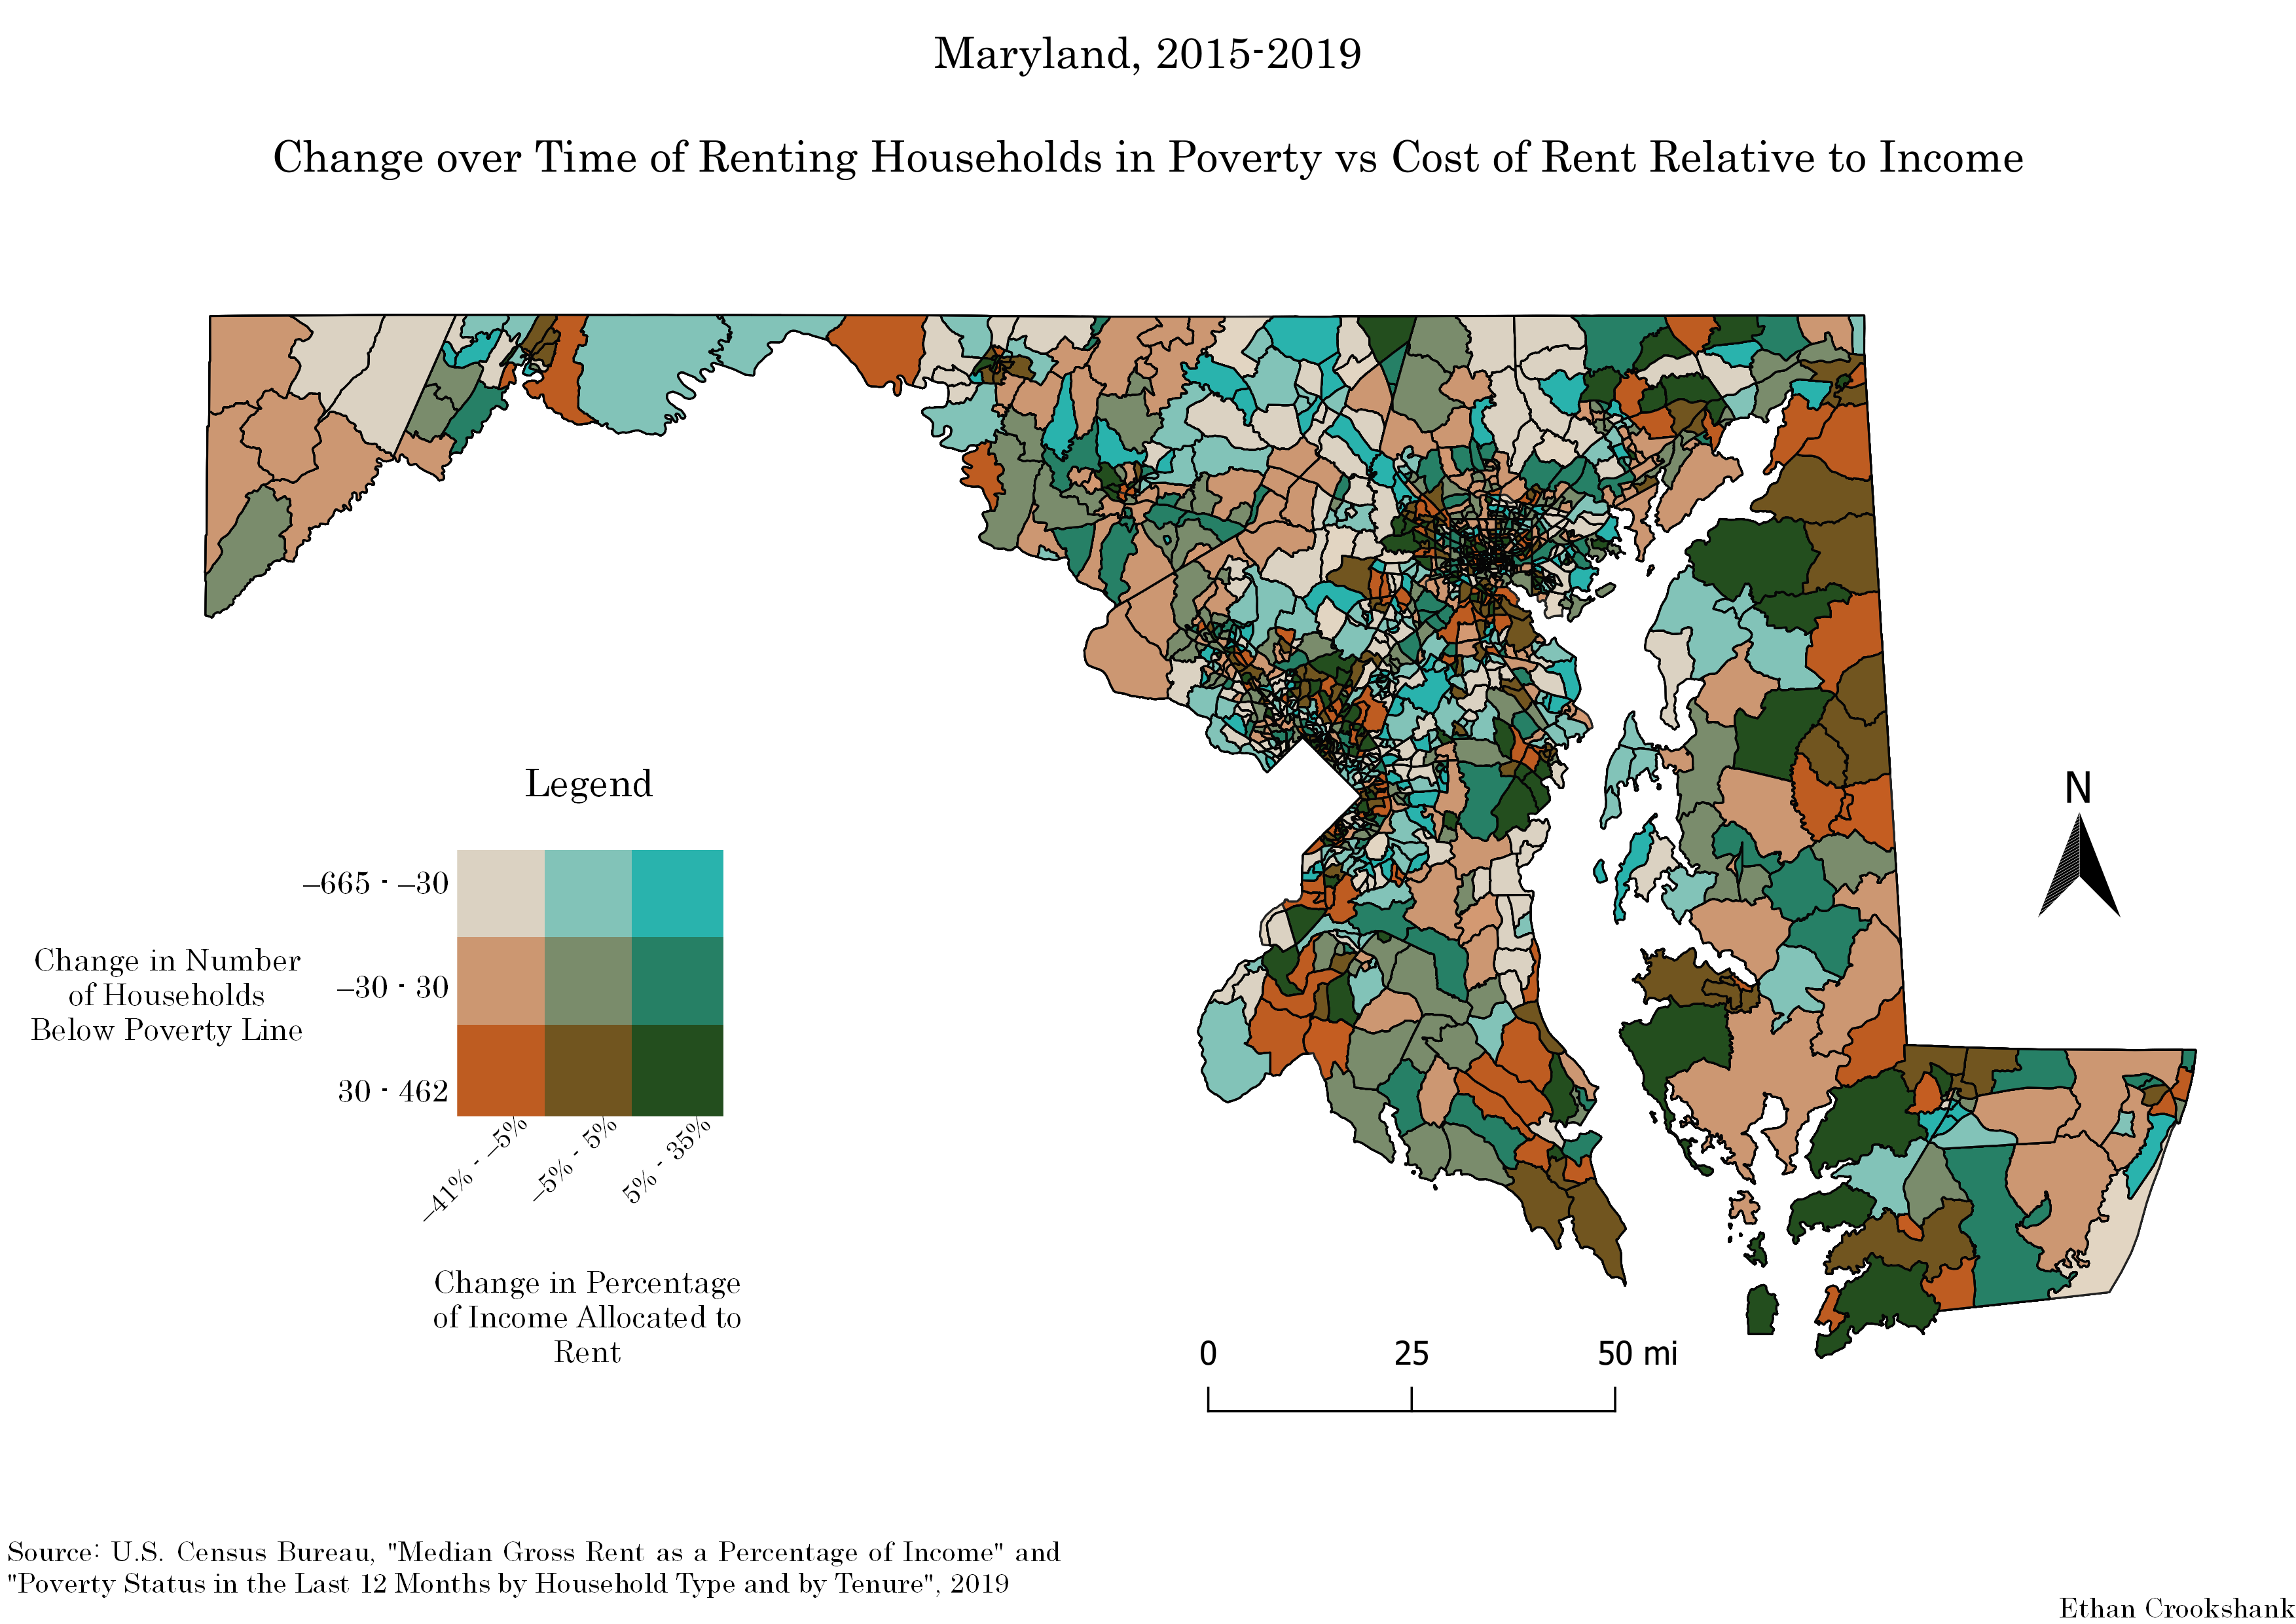 Maryland, 2015-2019
Change over Time of Renting Households in Poverty vs Cost of Rent Relative to Income
N
Legend
–665 - –30
–30 - 30
30 - 462
Change in Number
of Households
Below Poverty Line
–41% - –5%
–5% - 5%
5% - 35%
Change in Percentage
of Income Allocated to
Rent
0 25 50 mi
Source: U.S. Census Bureau, "Median Gross Rent as a Percentage of Income" and
"Poverty Status in the Last 12 Months by Household Type and by Tenure", 2019
Ethan Crookshank